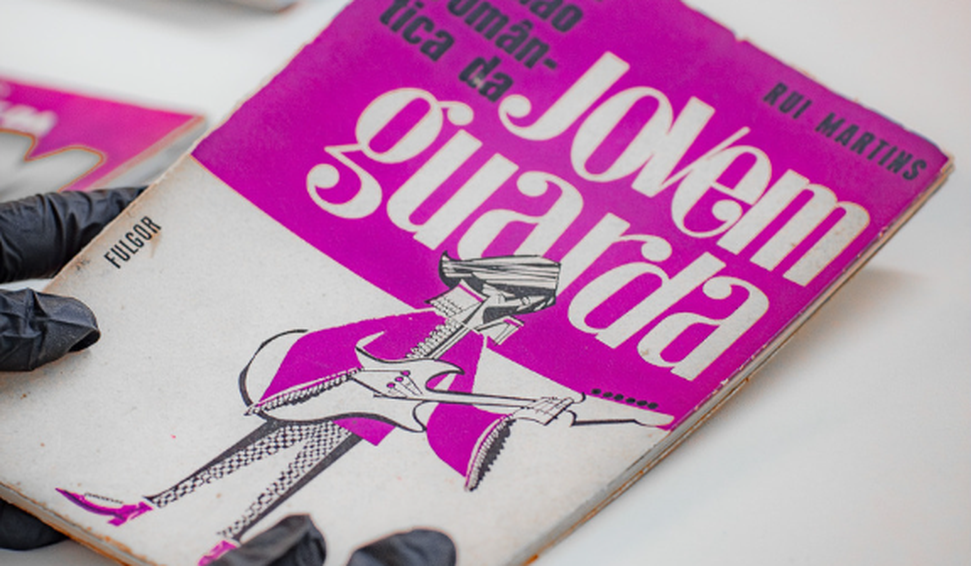 român-
tica da
Jovem
guarda
RUI MARTINS
FULGOR